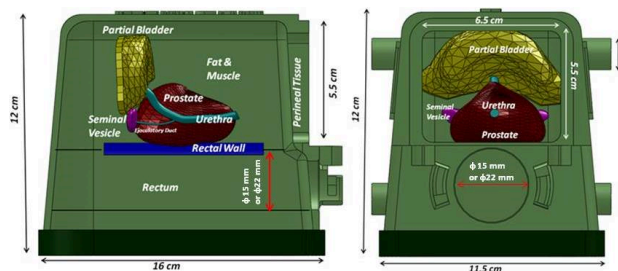 Partial Bladder
Fat &
Muscle
Prostate
Seminal
Vesicle
Ejaculatory Duct
Urethra
Rectal Wall
Rectum
Perineal Tissue
5.5 cm
12 cm
ϕ15 mm
or ϕ22 mm
16 cm
6.5 cm
Partial Bladder
5.5 cm
Seminal
Vesicle
Urethra
Prostate
12 cm
ϕ15 mm
or ϕ22 mm
11.5 cm